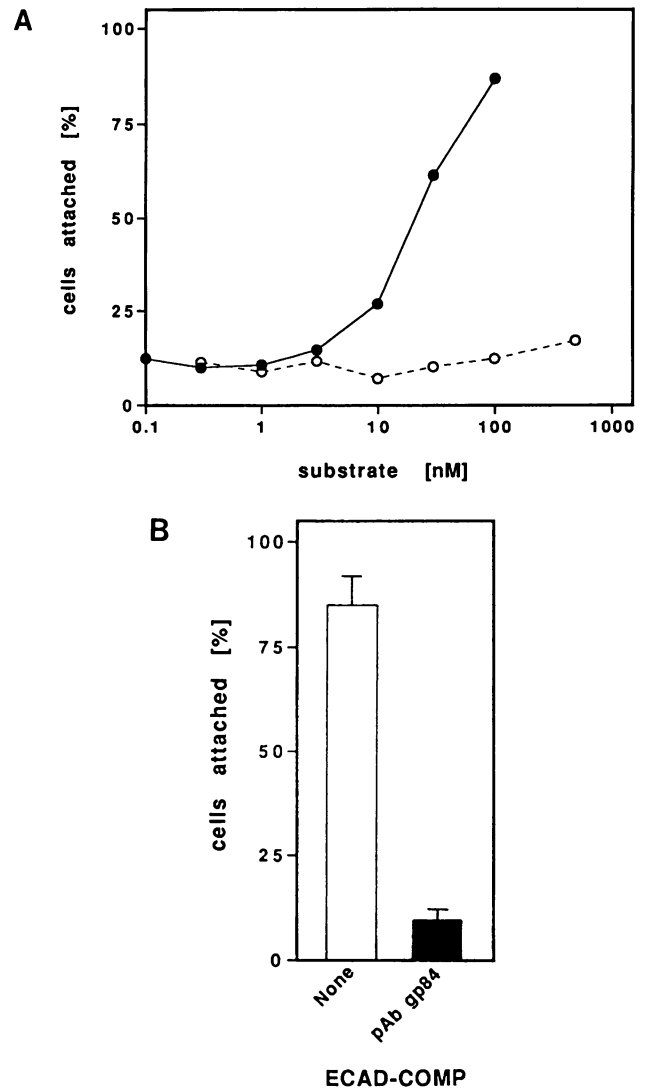 A
100
75
50
25
0
cells attached [%]
0.1 1 10 100 1000
substrate [nM]
B
100
75
50
25
0
cells attached [%]
None
pAb gp84
ECAD-COMP